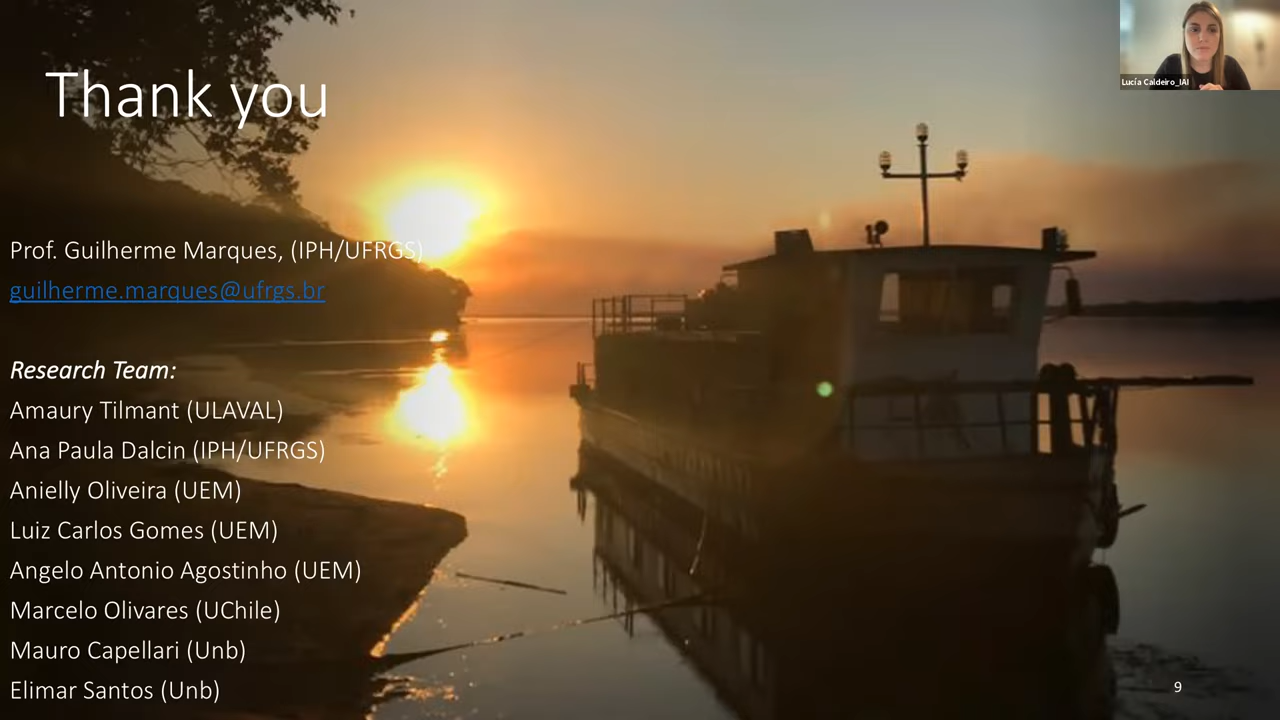 Thank you
Lucía Caldeiro_IAI
Prof. Guilherme Marques, (IPH/UFRGS)
guilherme.marques@ufrgs.br
Research Team:
Amaury Tilmant (ULAVAL)
Ana Paula Dalcin (IPH/UFRGS)
Anielly Oliveira (UEM)
Luiz Carlos Gomes (UEM)
Angelo Antonio Agostinho (UEM)
Marcelo Olivares (UChile)
Mauro Capellari (Unb)
Elimar Santos (Unb)
9